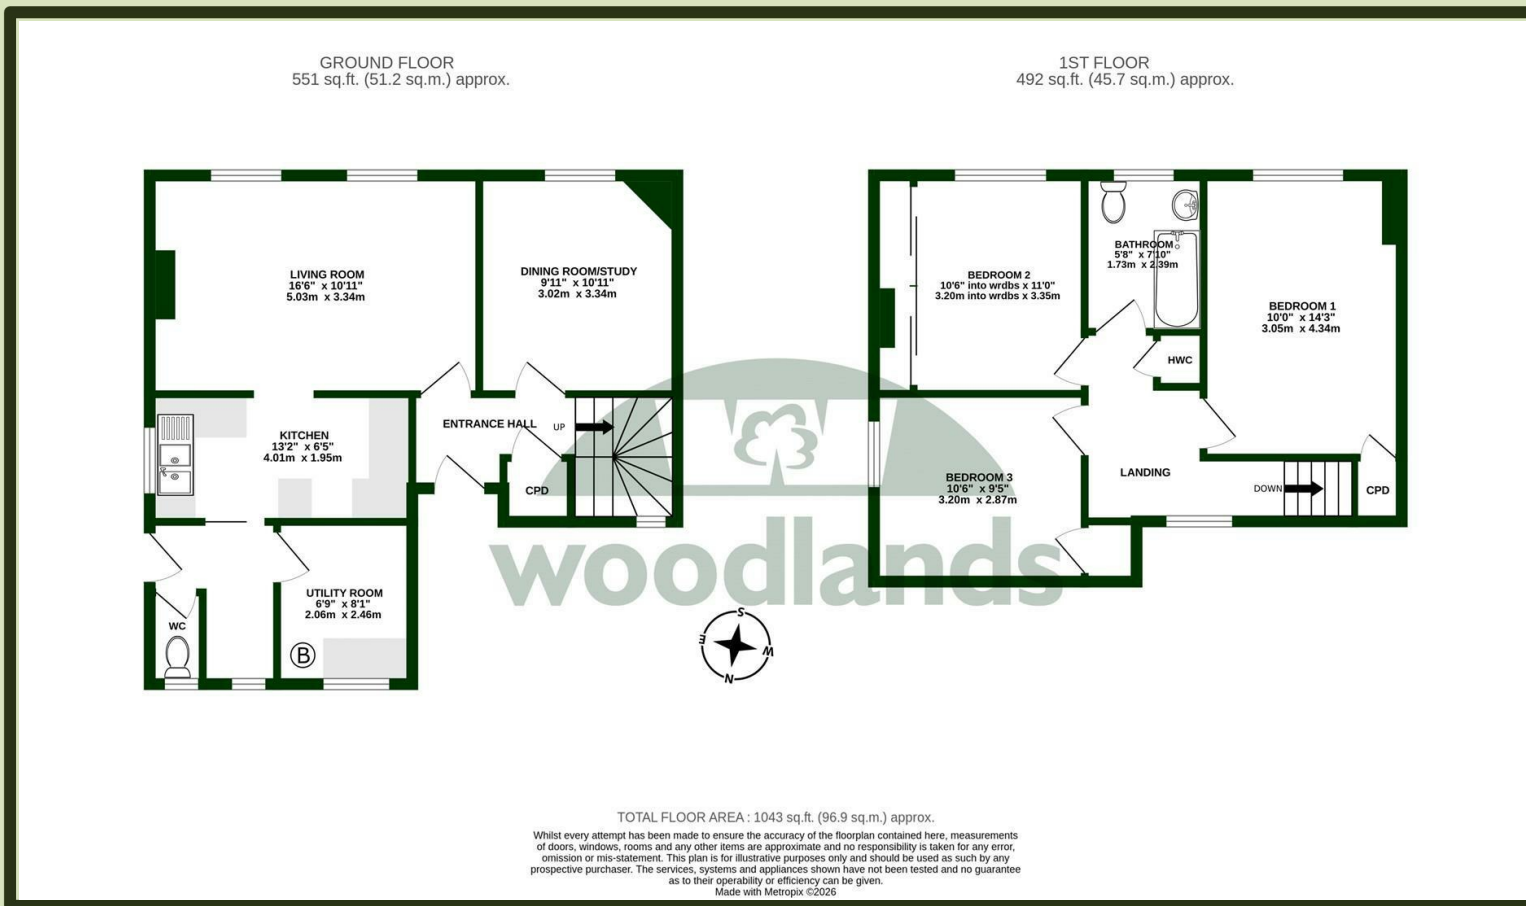 GROUND FLOOR
551 sq.ft. (51.2 sq.m.) approx.
1ST FLOOR
492 sq.ft. (45.7 sq.m.) approx.
LIVING ROOM
16'6" x 10'11"
5.03m x 3.34m
DINING ROOM/STUDY
9'11" x 10'11"
3.02m x 3.34m
KITCHEN
13'2" x 6'5"
4.01m x 1.95m
ENTRANCE HALL
UP
CPD
UTILITY ROOM
6'9" x 8'1"
2.06m x 2.46m
WC
B
BEDROOM 2
10'6" into wrdbs x 11'0"
3.20m into wrdbs x 3.35m
BATHROOM
5'8" x 7'10"
1.73m x 2.39m
BEDROOM 1
10'0" x 14'3"
3.05m x 4.34m
HWC
BEDROOM 3
10'6" x 9'5"
3.20m x 2.87m
LANDING
DOWN
CPD
woodlands
S
E
W
N
TOTAL FLOOR AREA : 1043 sq.ft. (96.9 sq.m.) approx.
Whilst every attempt has been made to ensure the accuracy of the floorplan contained here, measurements
of doors, windows, rooms and any other items are approximate and no responsibility is taken for any error,
omission or mis-statement. This plan is for illustrative purposes only and should be used as such by any
prospective purchaser. The services, systems and appliances shown have not been tested and no guarantee
as to their operability or efficiency can be given.
Made with Metropix ©2026